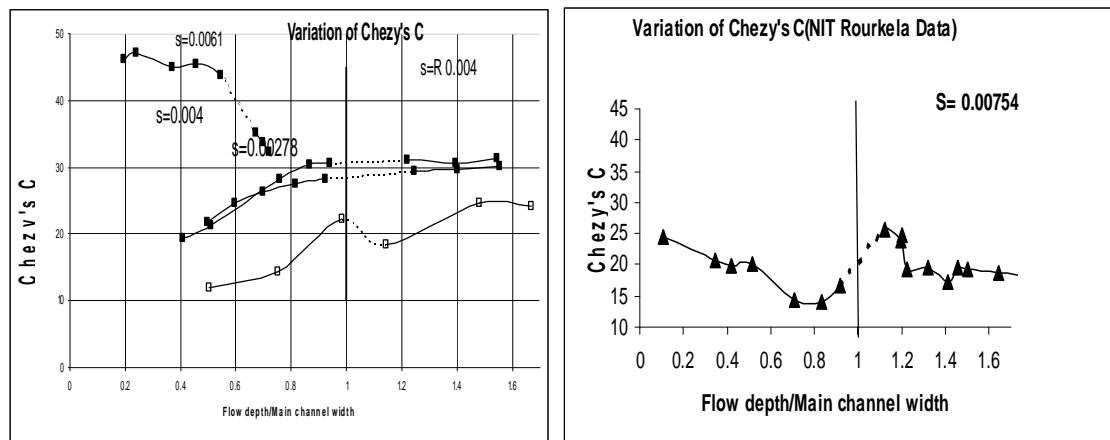 Variation of Chezy's C
s=0.0061
s=R 0.004
s=0.004
s=0.00278
50
40
30
20
10
0
0 0.2 0.4 0.6 0.8 1 1.2 1.4 1.6
Chezy's C
Flow depth/Main channel width
Variation of Chezy's C(NIT Rourkela Data)
S= 0.00754
45
40
35
30
25
20
15
10
0 0.2 0.4 0.6 0.8 1 1.2 1.4 1.6
Chezy's C
Flow depth/Main channel width